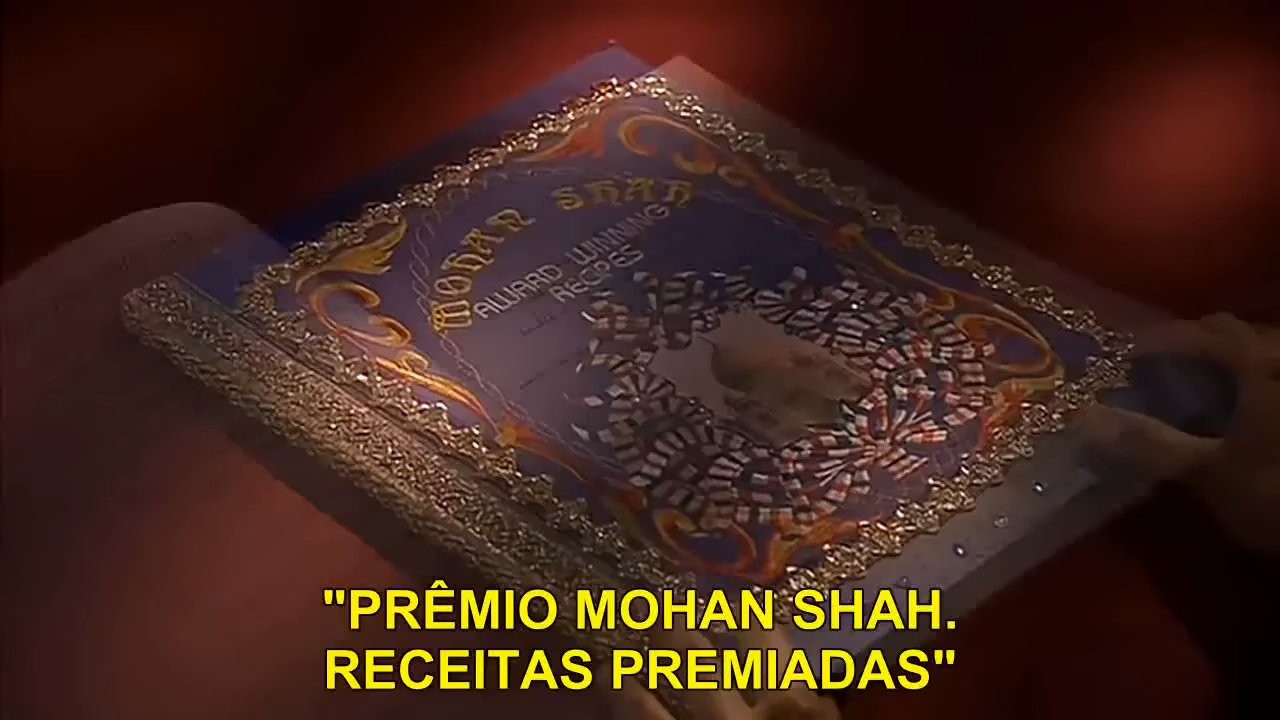 MOHAN SHAH
AWARD WINNING
RECIPES
"PRÊMIO MOHAN SHAH.
RECEITAS PREMIADAS"